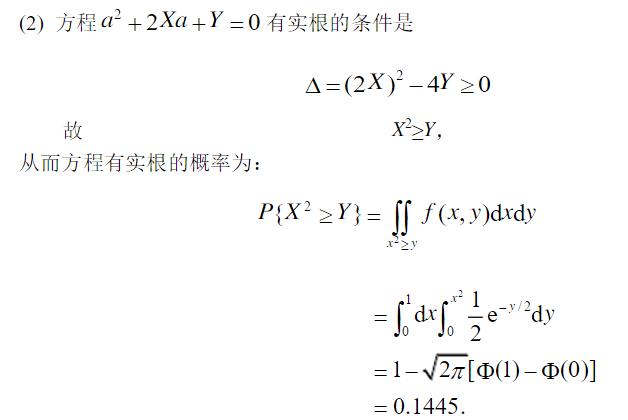 (2) 方程 a² + 2Xa + Y = 0 有实根的条件是
Δ = (2X)² − 4Y ≥ 0
故 X²≥Y,
从而方程有实根的概率为:
P{X² ≥ Y} = ∬_{x²≥y} f(x, y)dxdy
= ∫₀¹ dx ∫₀^{x²} \frac{1}{2} e^{−y/2} dy
= 1 − √(2π) [Φ(1) − Φ(0)]
= 0.1445.